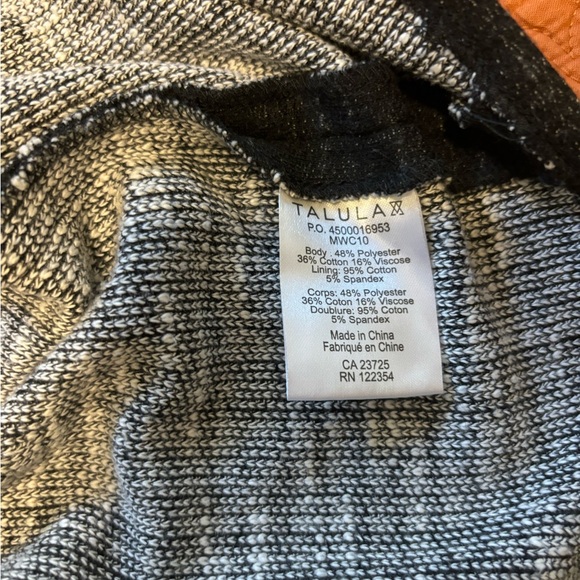 TALULA
P.O. 4500016953
MWC10
Body : 48% Polyester
36% Cotton 16% Viscose
Lining: 95% Cotton
5% Spandex
Corps: 48% Polyester
36% Coton 16% Viscose
Doublure: 95% Coton
5% Spandex
Made in China
Fabriqué en Chine
CA 23725
RN 122354